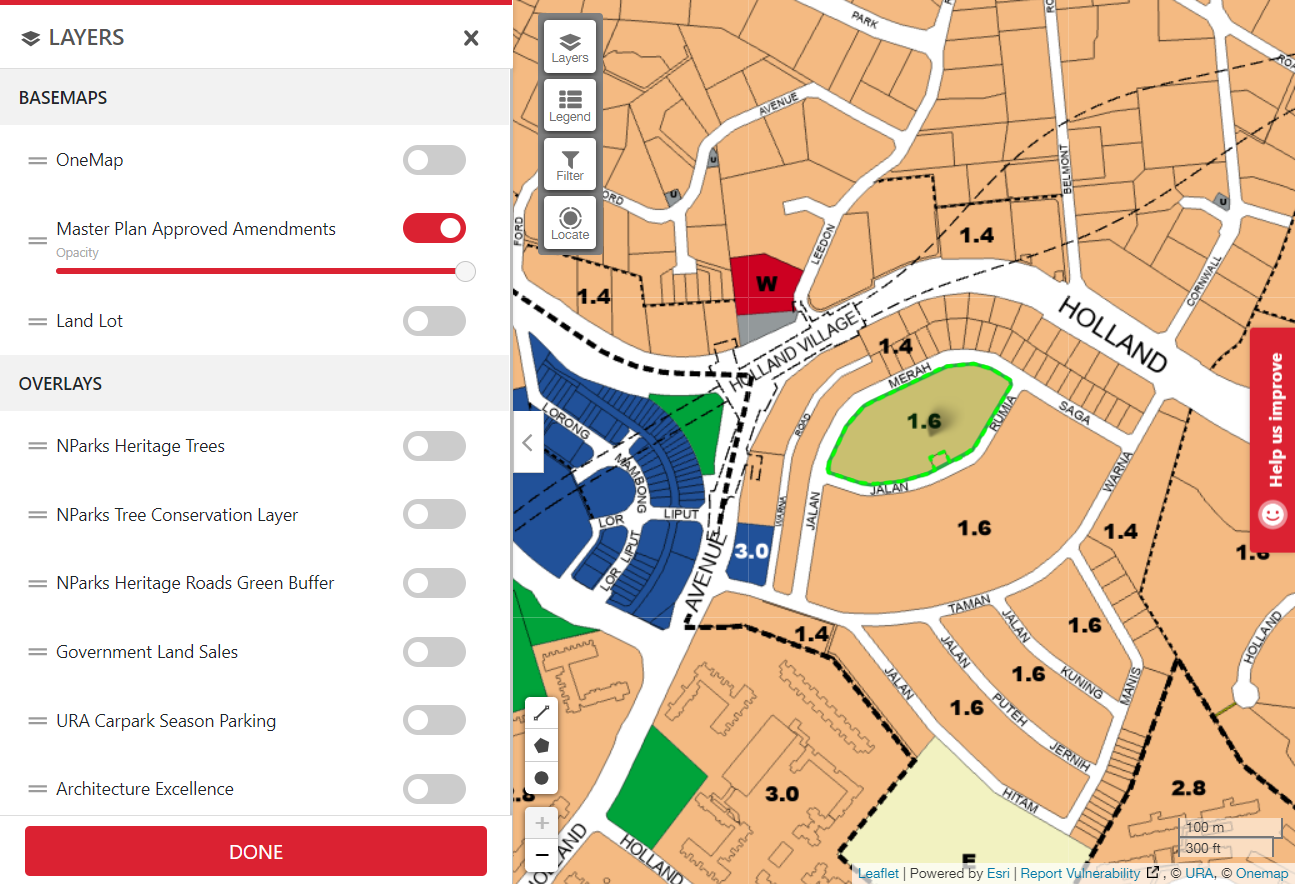 LAYERS
BASEMAPS
OneMap
Master Plan Approved Amendments
Opacity
Land Lot
OVERLAYS
NParks Heritage Trees
NParks Tree Conservation Layer
NParks Heritage Roads Green Buffer
Government Land Sales
URA Carpark Season Parking
Architecture Excellence
DONE
Layers
Legend
Filter
Locate
PARK
AVENUE
U
U
U
FORD
LEEDON
BELMONT
CORNWALL
1.4
1.4
W
HOLLAND VILLAGE
HOLLAND
1.4
MERAH
1.6
RUMIA
SAGA
JALAN
ROAD
WARNA
JALAN
WARNA
LORONG
MAMBONG
LOR
LIPUT
LOR LIPUT
AVENUE
3.0
1.6
1.4
1.6
TAMAN
JALAN
JALAN
JALAN
1.4
1.6
1.6
1.6
KUNING
MANIS
PUTEH
JERNIH
HITAM
HOLLAND
3.0
2.8
2.8
E
HOLLAND
Help us improve
100 m
300 ft
Leaflet | Powered by Esri | Report Vulnerability , © URA, © Onemap